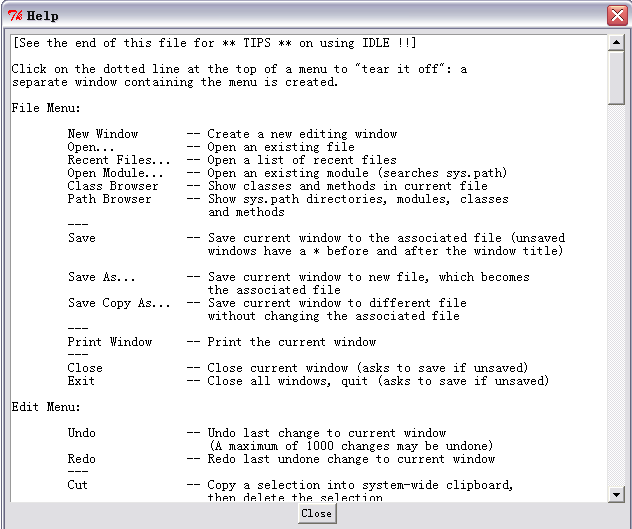 Help
[See the end of this file for ** TIPS ** on using IDLE !!]
Click on the dotted line at the top of a menu to "tear it off": a
separate window containing the menu is created.
File Menu:
New Window -- Create a new editing window
Open... -- Open an existing file
Recent Files... -- Open a list of recent files
Open Module... -- Open an existing module (searches sys.path)
Class Browser -- Show classes and methods in current file
Path Browser -- Show sys.path directories, modules, classes
and methods
---
Save -- Save current window to the associated file (unsaved
windows have a * before and after the window title)
Save As... -- Save current window to new file, which becomes
the associated file
Save Copy As... -- Save current window to different file
without changing the associated file
---
Print Window -- Print the current window
---
Close -- Close current window (asks to save if unsaved)
Exit -- Close all windows, quit (asks to save if unsaved)
Edit Menu:
Undo -- Undo last change to current window
(A maximum of 1000 changes may be undone)
Redo -- Redo last undone change to current window
---
Cut -- Copy a selection into system-wide clipboard,
then delete the selection
Close